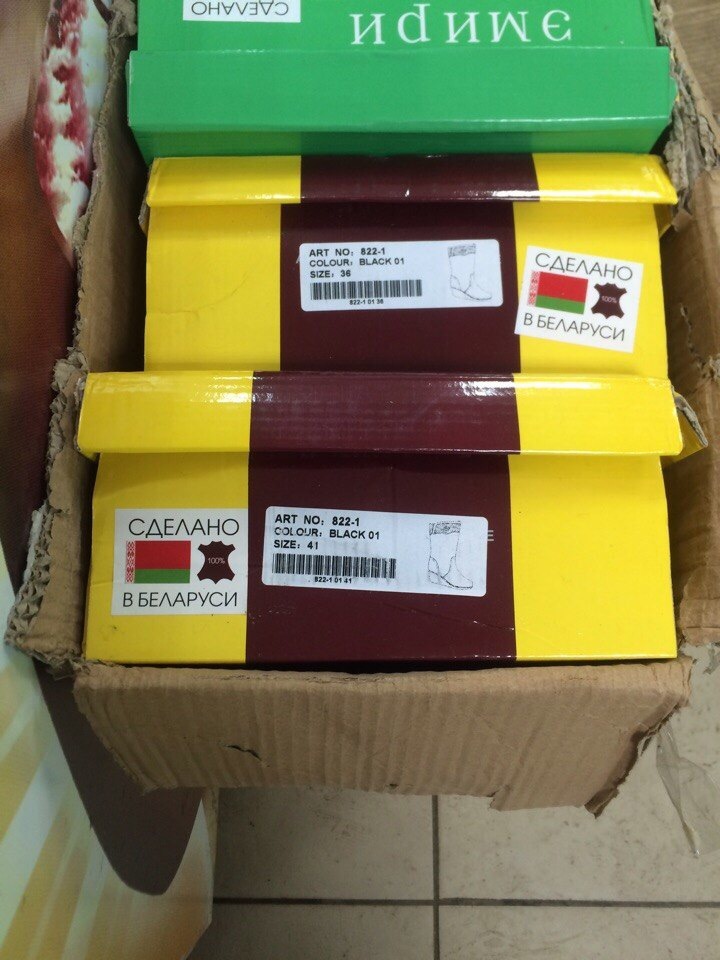 СДЕЛАНО
эмири
ART NO: 822-1
COLOUR: BLACK 01
SIZE: 36
822-1 01 36
СДЕЛАНО
100%
В БЕЛАРУСИ
СДЕЛАНО
100%
В БЕЛАРУСИ
ART NO: 822-1
COLOUR: BLACK 01
SIZE: 41
822-1 01 41